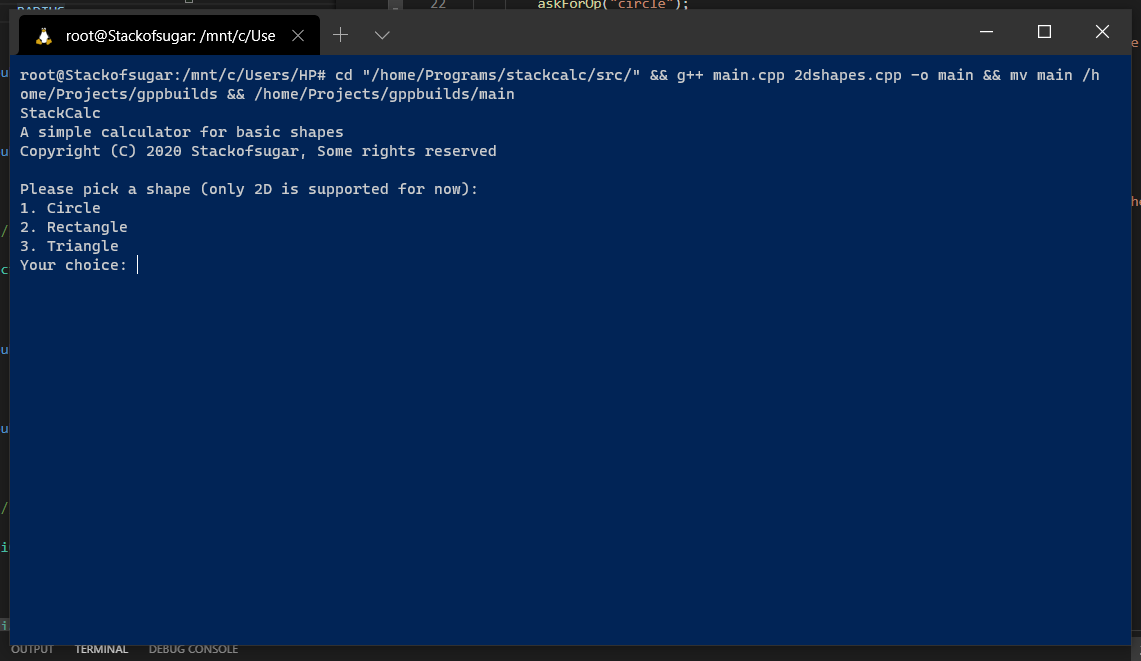 22 askForOp("circle");
root@Stackofsugar: /mnt/c/Use
root@Stackofsugar:/mnt/c/Users/HP# cd "/home/Programs/stackcalc/src/" && g++ main.cpp 2dshapes.cpp -o main && mv main /h
ome/Projects/gppbuilds && /home/Projects/gppbuilds/main
StackCalc
A simple calculator for basic shapes
Copyright (C) 2020 Stackofsugar, Some rights reserved
Please pick a shape (only 2D is supported for now):
1. Circle
2. Rectangle
3. Triangle
Your choice:
OUTPUT TERMINAL DEBUG CONSOLE